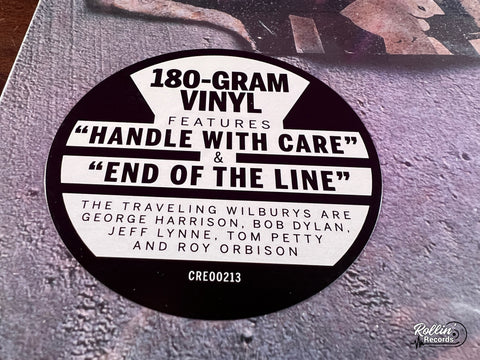 180-GRAM
VINYL
FEATURES
“HANDLE WITH CARE”
&
“END OF THE LINE”
THE TRAVELING WILBURYS ARE
GEORGE HARRISON, BOB DYLAN,
JEFF LYNNE, TOM PETTY
AND ROY ORBISON
CRE00213
Rollin'
Records